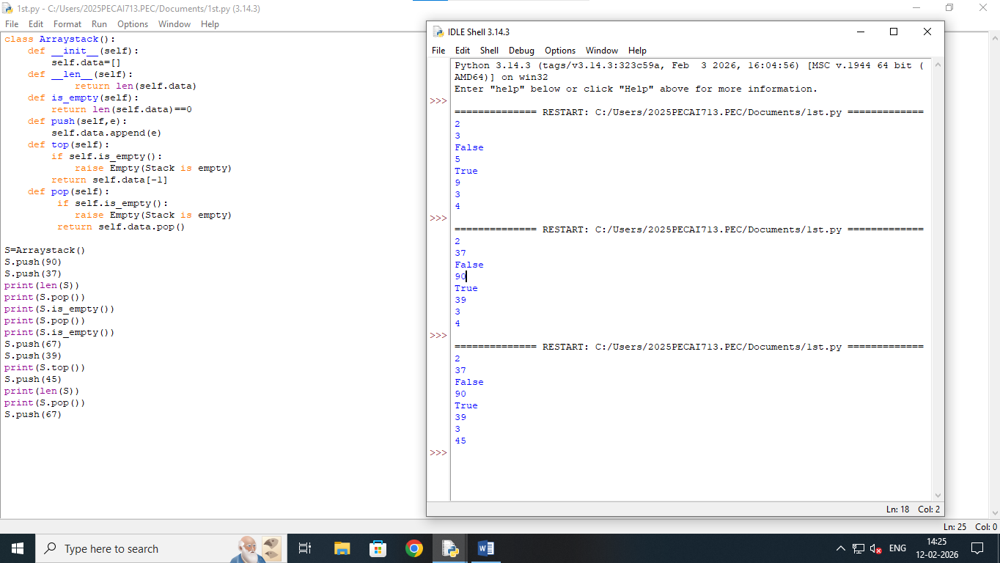 1st.py - C:/Users/2025PECAI713.PEC/Documents/1st.py (3.14.3)
File Edit Format Run Options Window Help
class Arraystack():
    def __init__(self):
        self.data=[]
    def __len__(self):
            return len(self.data)
    def is_empty(self):
        return len(self.data)==0
    def push(self,e):
        self.data.append(e)
    def top(self):
        if self.is_empty():
            raise Empty(Stack is empty)
        return self.data[-1]
    def pop(self):
         if self.is_empty():
            raise Empty(Stack is empty)
         return self.data.pop()

S=Arraystack()
S.push(90)
S.push(37)
print(len(S))
print(S.pop())
print(S.is_empty())
print(S.pop())
print(S.is_empty())
S.push(67)
S.push(39)
print(S.top())
S.push(45)
print(len(S))
print(S.pop())
S.push(67)
IDLE Shell 3.14.3
File Edit Shell Debug Options Window Help
Python 3.14.3 (tags/v3.14.3:323c59a, Feb  3 2026, 16:04:56) [MSC v.1944 64 bit (
AMD64)] on win32
Enter "help" below or click "Help" above for more information.
>>>
============== RESTART: C:/Users/2025PECAI713.PEC/Documents/1st.py =============
2
3
False
5
True
9
3
4
>>>
============== RESTART: C:/Users/2025PECAI713.PEC/Documents/1st.py =============
2
37
False
90
True
39
3
4
>>>
============== RESTART: C:/Users/2025PECAI713.PEC/Documents/1st.py =============
2
37
False
90
True
39
3
45
>>>
Ln: 18 Col: 2
Ln: 25 Col: 0
Type here to search
ENG
14:25
12-02-2026